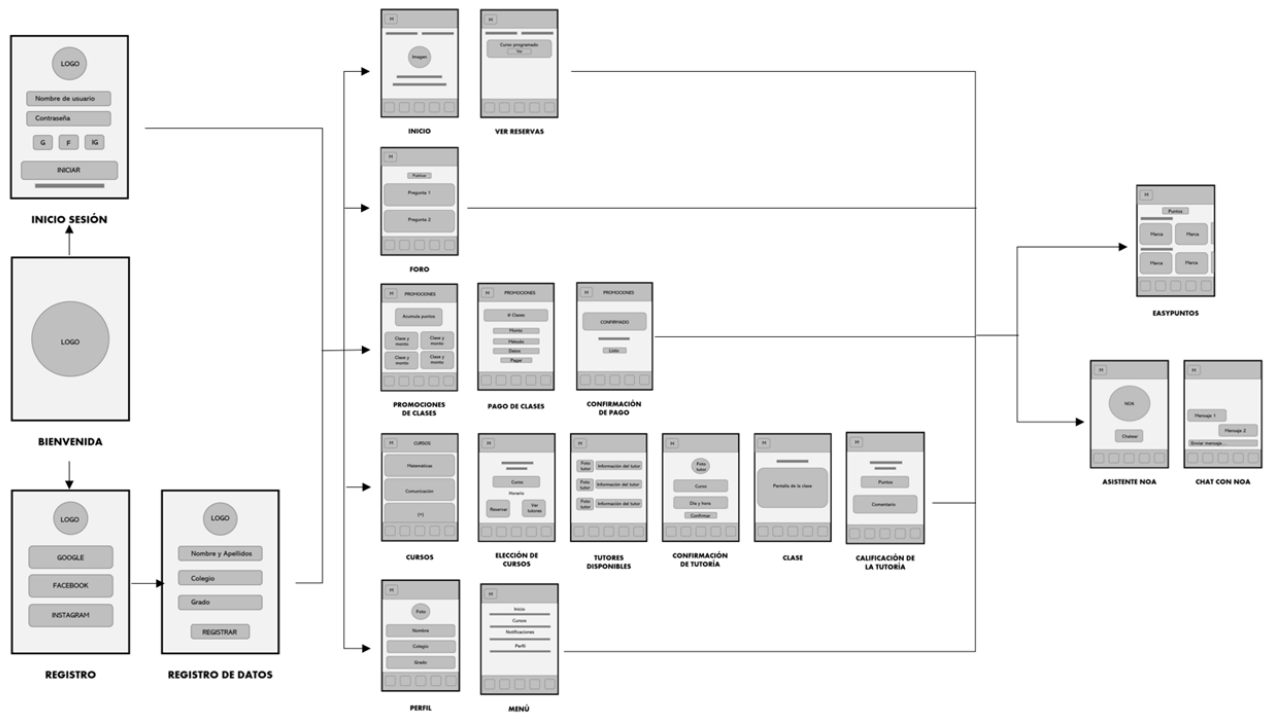 LOGO
Nombre de usuario
Contraseña
G
F
IG
INICIAR
INICIO SESIÓN
LOGO
BIENVENIDA
LOGO
GOOGLE
FACEBOOK
INSTAGRAM
REGISTRO
LOGO
Nombre y Apellidos
Colegio
Grado
REGISTRAR
REGISTRO DE DATOS
M
Imagen
INICIO
M
Curso programado
Ver
VER RESERVAS
M
Publicar
Pregunta 1
Pregunta 2
FORO
M
PROMOCIONES
Acumula puntos
Clase y
monto
Clase y
monto
Clase y
monto
Clase y
monto
PROMOCIONES
DE CLASES
M
PROMOCIONES
# Clases
Monto
Método
Datos
Pagar
PAGO DE CLASES
M
PROMOCIONES
CONFIRMADO
Listo
CONFIRMACIÓN
DE PAGO
M
CURSOS
Matemáticas
Comunicación
(+)
CURSOS
M
Curso
Horario
Reservar
Ver
tutores
ELECCIÓN DE
CURSOS
M
Foto
tutor
Información del tutor
Foto
tutor
Información del tutor
Foto
tutor
Información del tutor
TUTORES
DISPONIBLES
M
Foto
tutor
Curso
Día y hora
Confirmar
CONFIRMACIÓN
DE TUTORÍA
M
Pantalla de la clase
CLASE
M
Puntos
Comentario
CALIFICACIÓN DE
LA TUTORÍA
M
Foto
Nombre
Colegio
Grado
PERFIL
M
Inicio
Cursos
Notificaciones
Perfil
MENÚ
M
Puntos
Marca
Marca
Marca
Marca
EASYPUNTOS
M
NOA
Chatear
ASISTENTE NOA
M
Mensaje 1
Mensaje 2
Enviar mensaje...
CHAT CON NOA